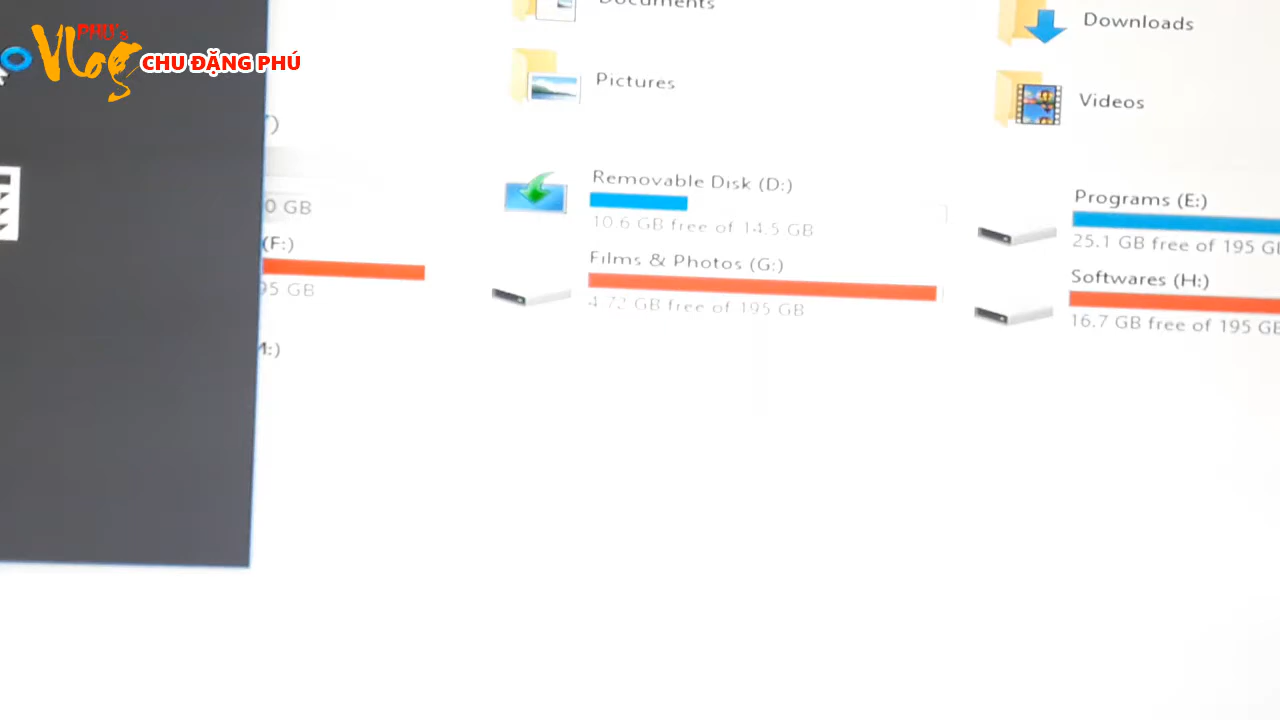 PHÚ's
Vlog
CHU ĐẶNG PHÚ
Documents
Downloads
Pictures
Videos
Removable Disk (D:)
10.6 GB free of 14.5 GB
Programs (E:)
25.1 GB free of 195 GB
0 GB
(F:)
95 GB
Films & Photos (G:)
4.72 GB free of 195 GB
Softwares (H:)
16.7 GB free of 195 GB